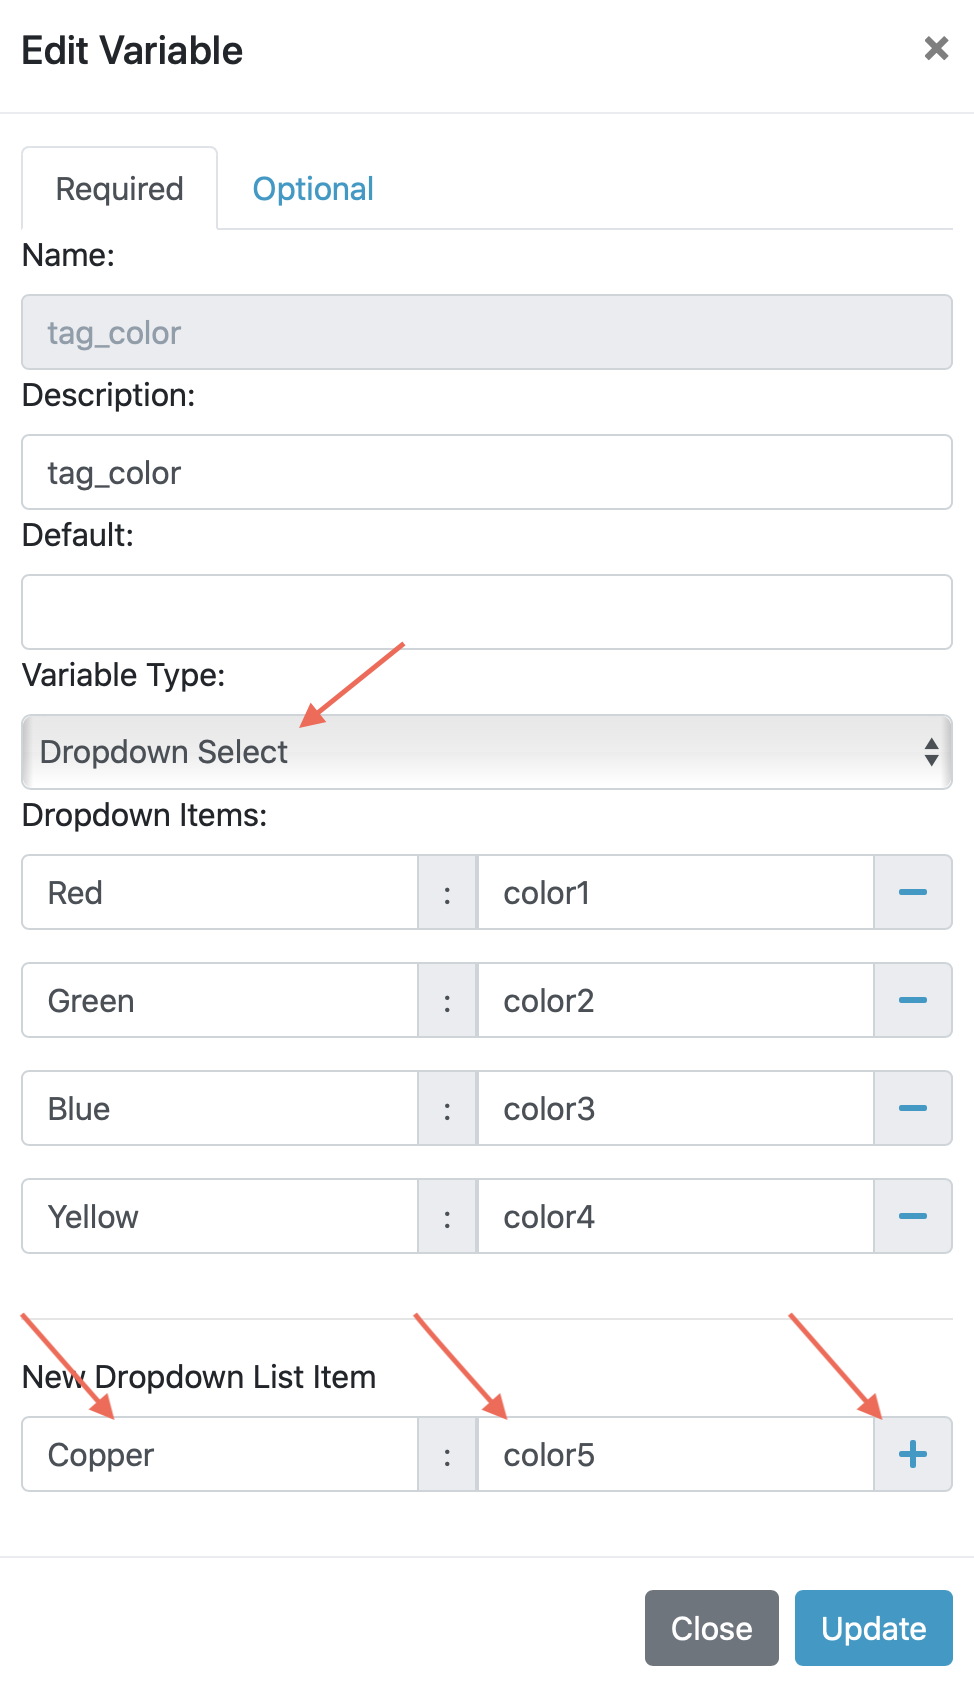 Edit Variable ×
Required Optional
Name:
tag_color
Description:
tag_color
Default:
Variable Type:
Dropdown Select
Dropdown Items:
Red : color1
Green : color2
Blue : color3
Yellow : color4
New Dropdown List Item
Copper : color5
Close Update